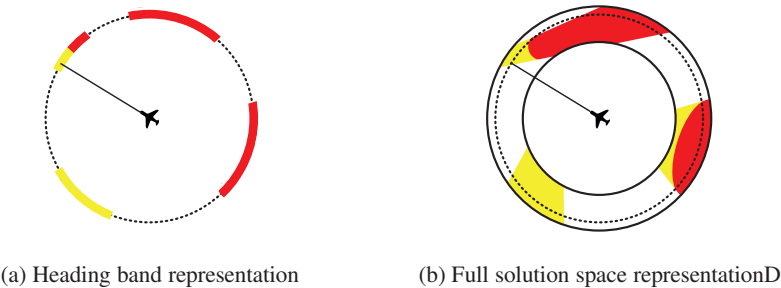 (a) Heading band representation
(b) Full solution space representationD